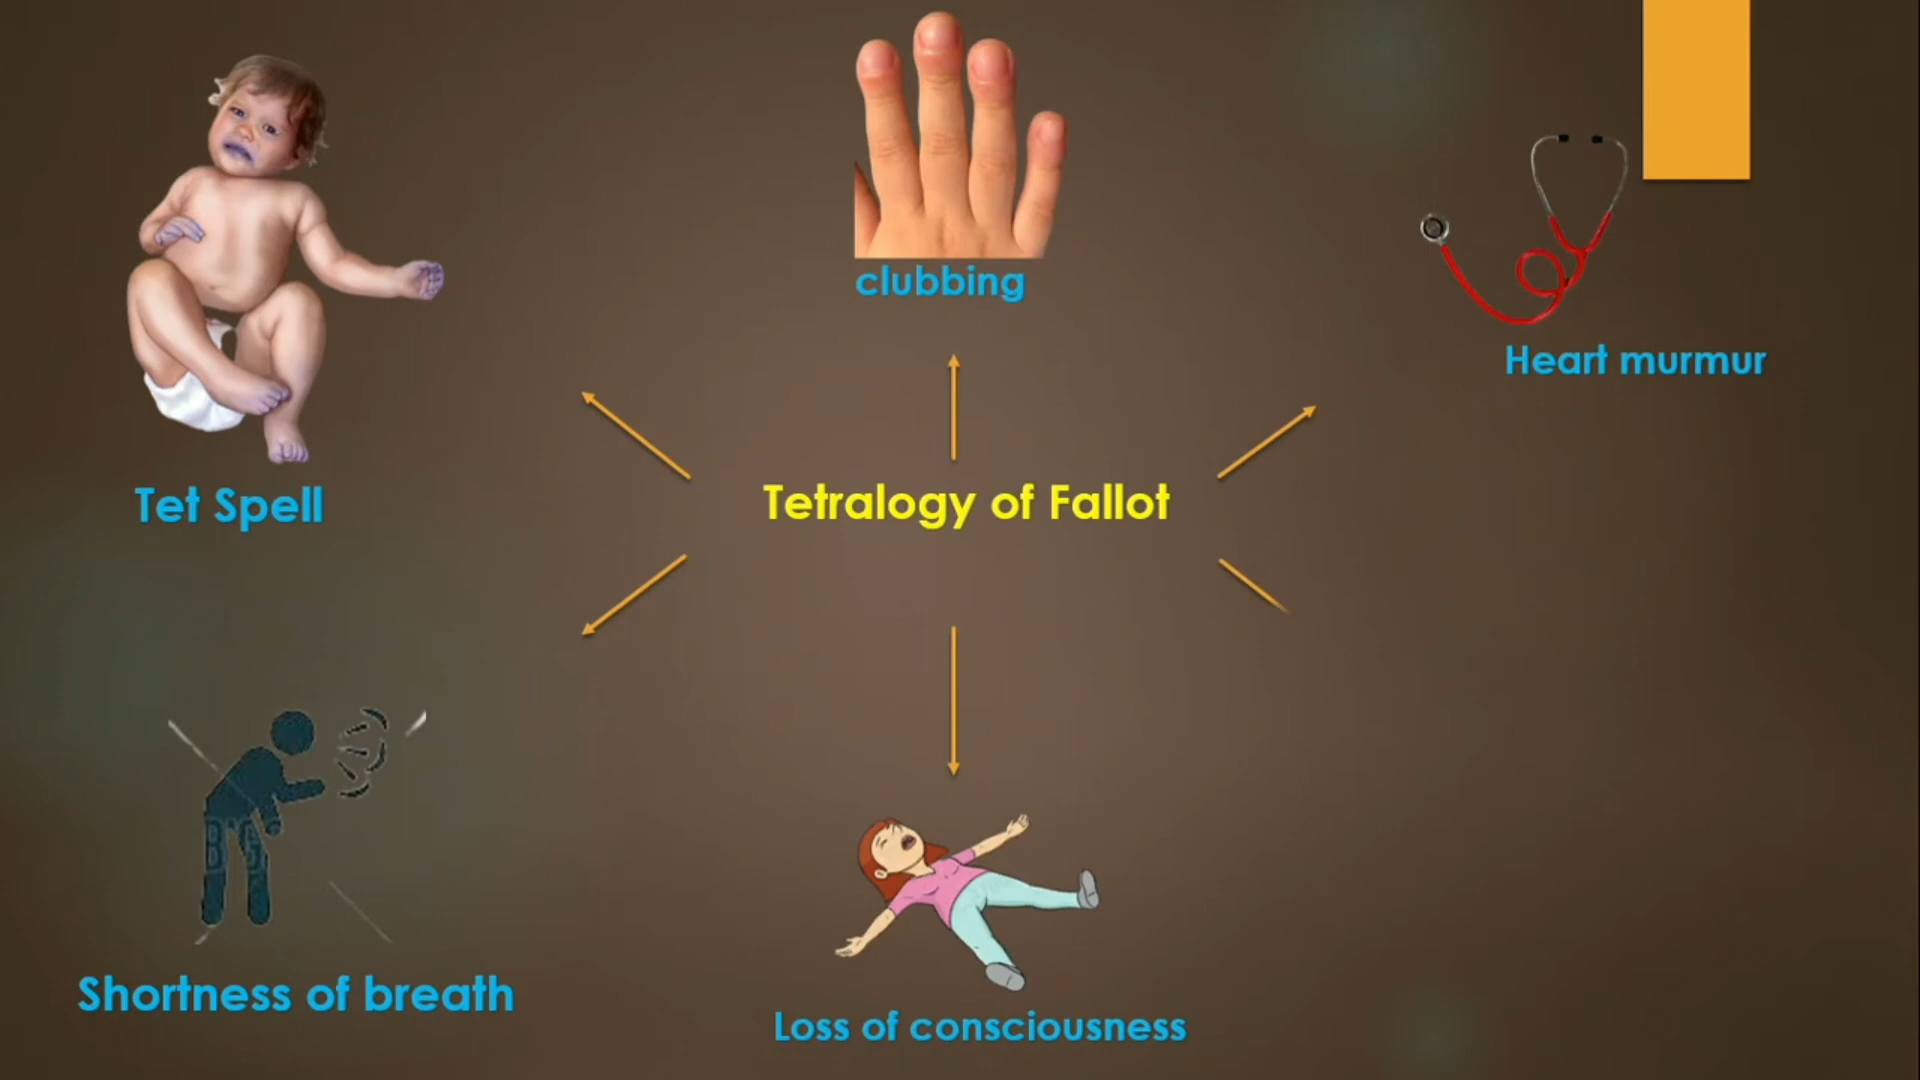 clubbing
Heart murmur
Tet Spell
Tetralogy of Fallot
Shortness of breath
Loss of consciousness